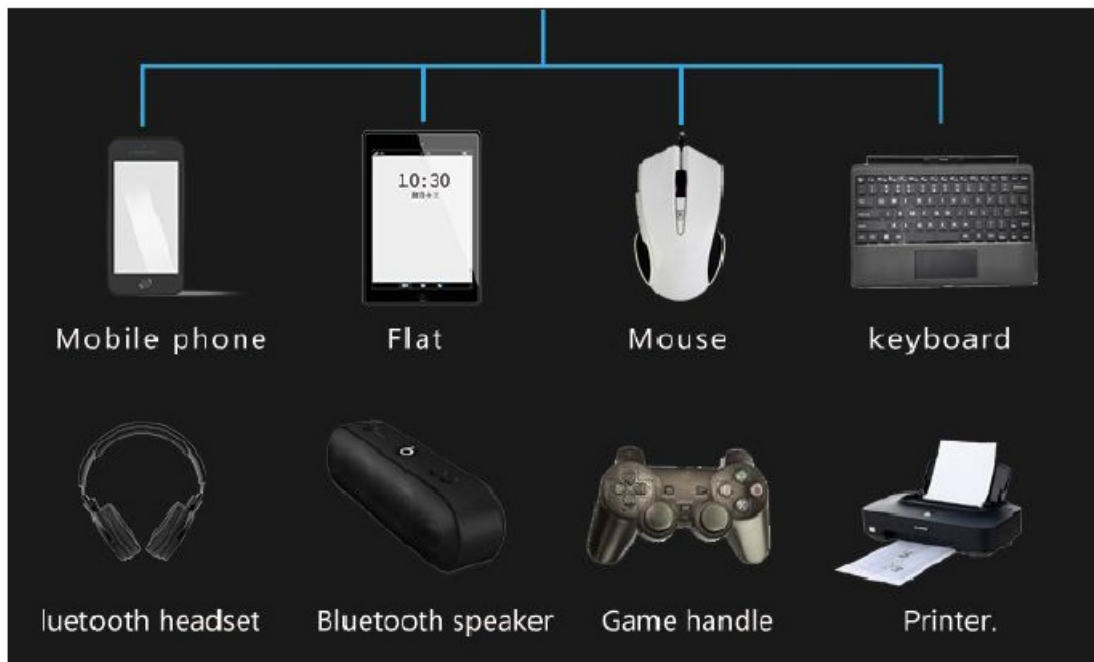 10:30
Mobile phone
Flat
Mouse
keyboard
luetooth headset
Bluetooth speaker
Game handle
Printer.